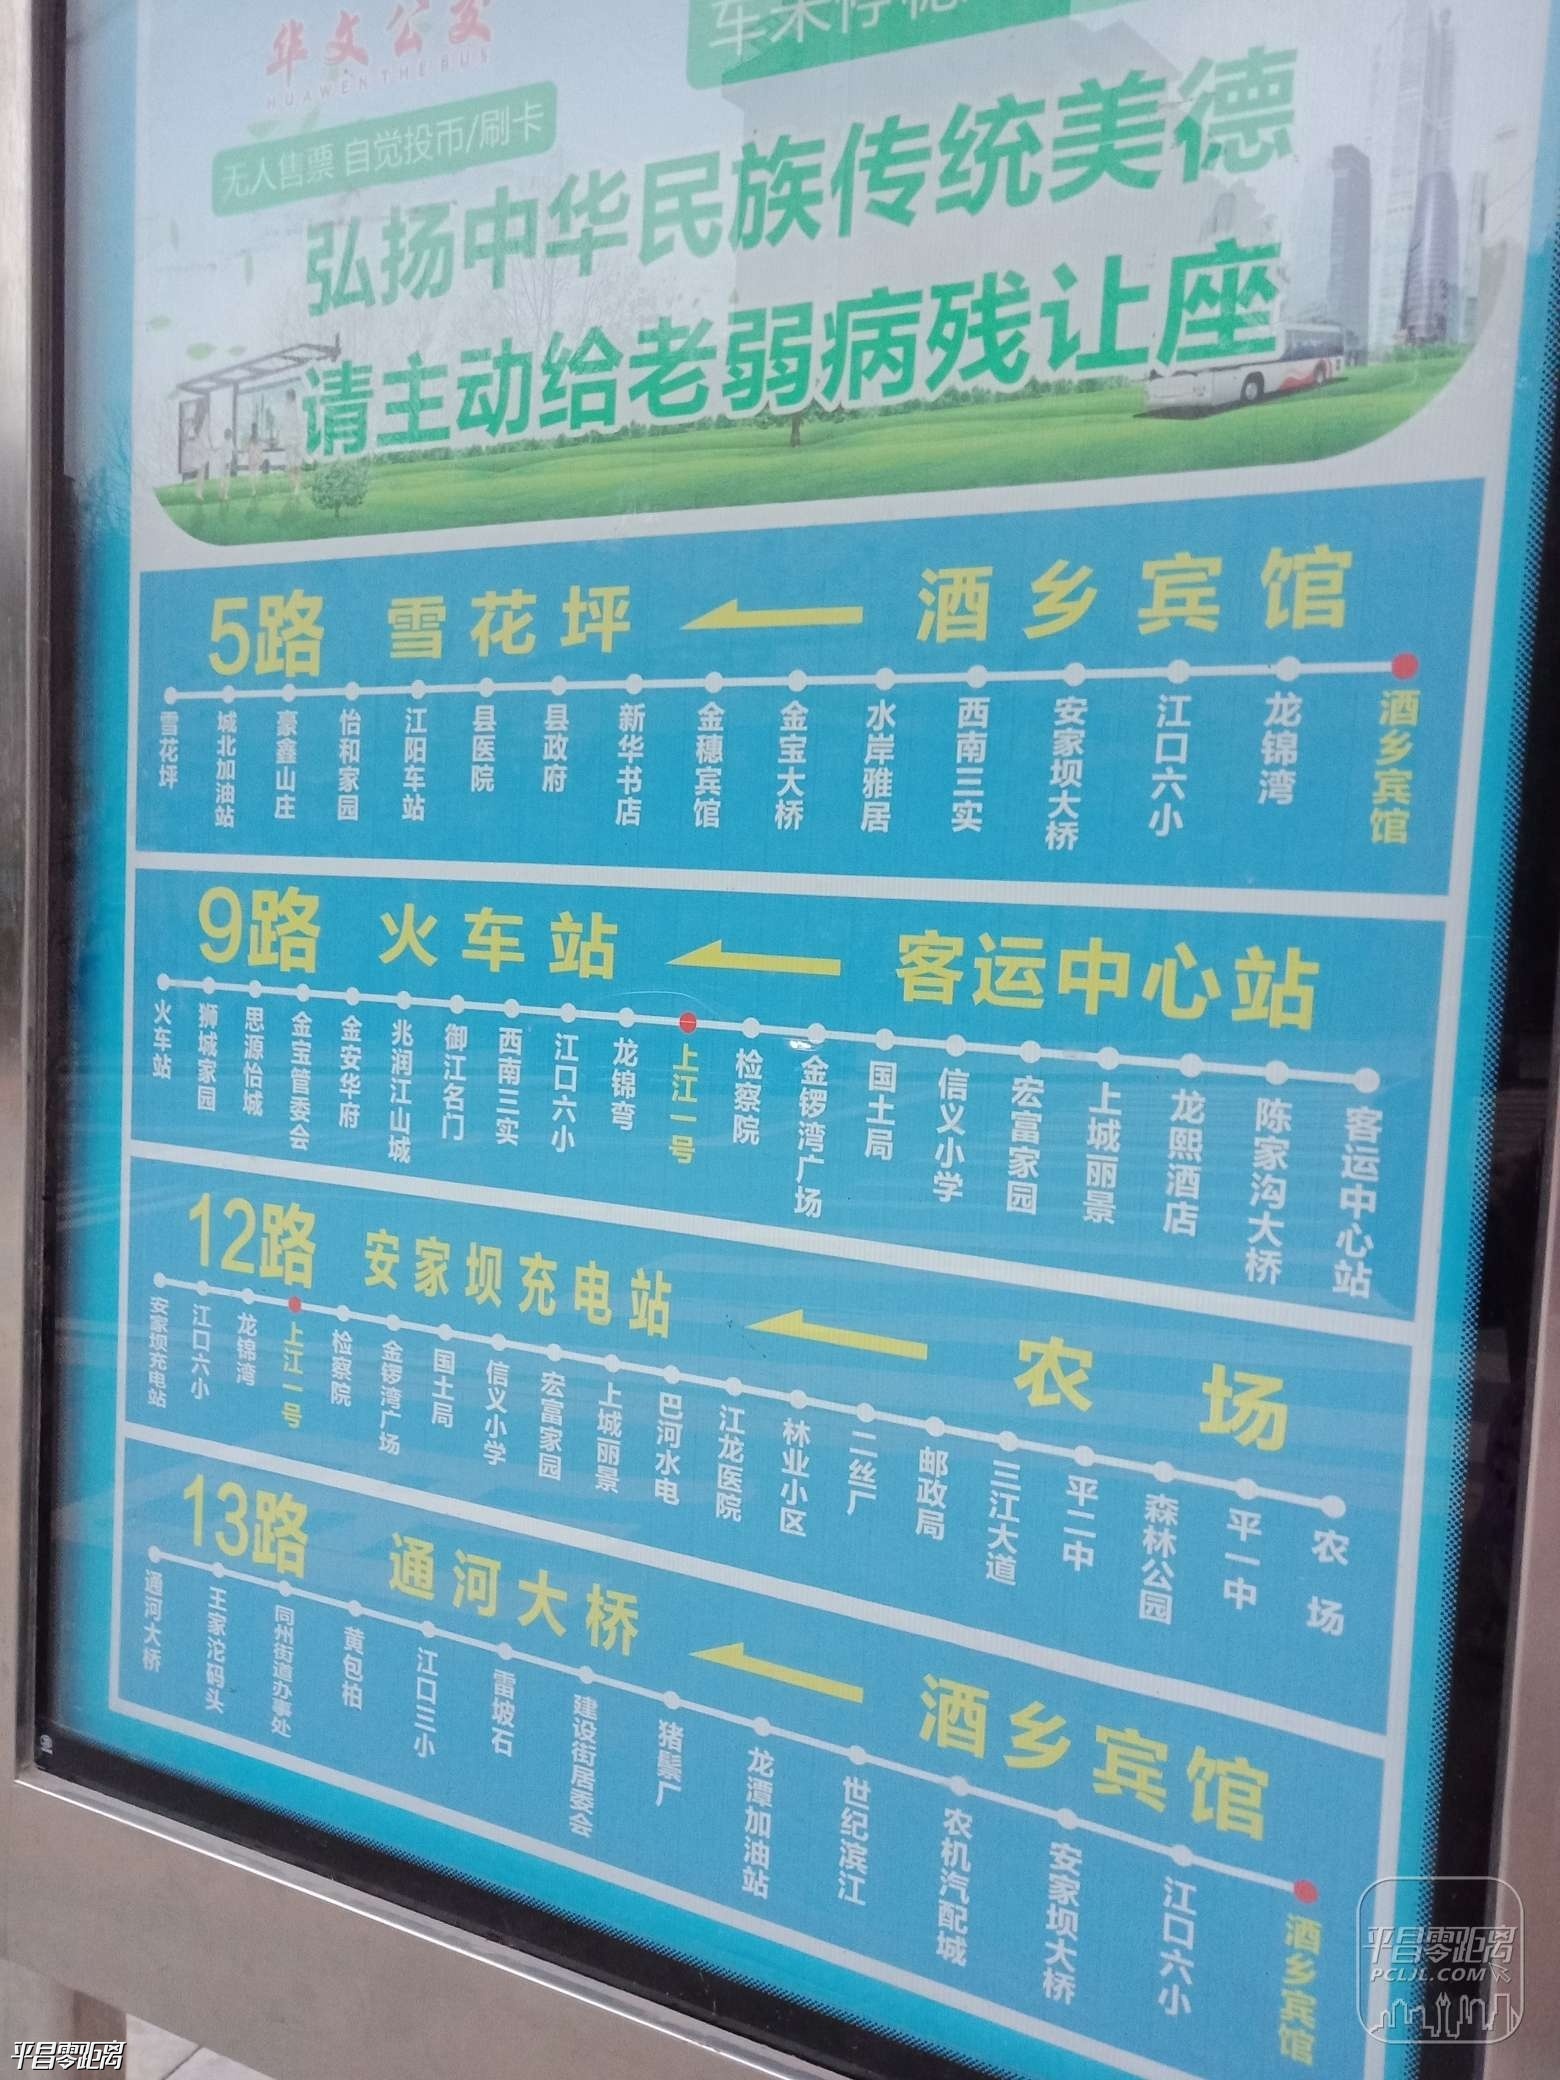 华文公交
HUAWEN THE BUS
无人售票 自觉投币/刷卡
弘扬中华民族传统美德
请主动给老弱病残让座
5路 雪花坪 酒乡宾馆
雪花坪
城北加油站
豪鑫山庄
怡和家园
江阳车站
县医院
县政府
新华书店
金穗宾馆
金宝大桥
水岸雅居
西南三实
安家坝大桥
江口六小
龙锦湾
酒乡宾馆
9路 火车站 客运中心站
火车站
狮城家园
思源怡城
金宝管委会
金安华府
兆润江山城
御江名门
西南三实
江口六小
龙锦弯
上江一号
检察院
金锣湾广场
国土局
信义小学
宏富家园
上城丽景
龙熙酒店
陈家沟大桥
客运中心站
12路 安家坝充电站 农场
安家坝充电站
江口六小
龙锦湾
上江一号
检察院
金锣湾广场
国土局
信义小学
宏富家园
上城丽景
巴河水电
江龙医院
林业小区
二丝厂
邮政局
三江大道
平二中
森林公园
平一中
农场
13路 通河大桥 酒乡宾馆
通河大桥
王家沱码头
同州街道办事处
黄包柏
江口三小
雷坡石
建设街居委会
猪鬃厂
龙潭加油站
世纪滨江
农机汽配城
安家坝大桥
江口六小
酒乡宾馆
平昌零距离
PCLJL.COM
平昌零距离